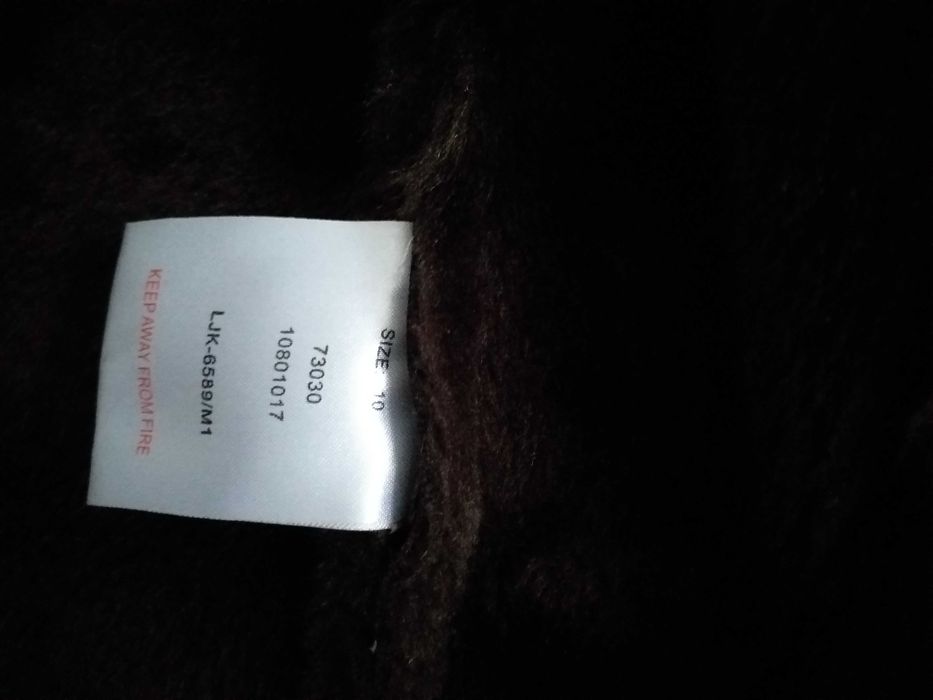 SIZE 10
73030
10801017
LJK-6589/M1
KEEP AWAY FROM FIRE